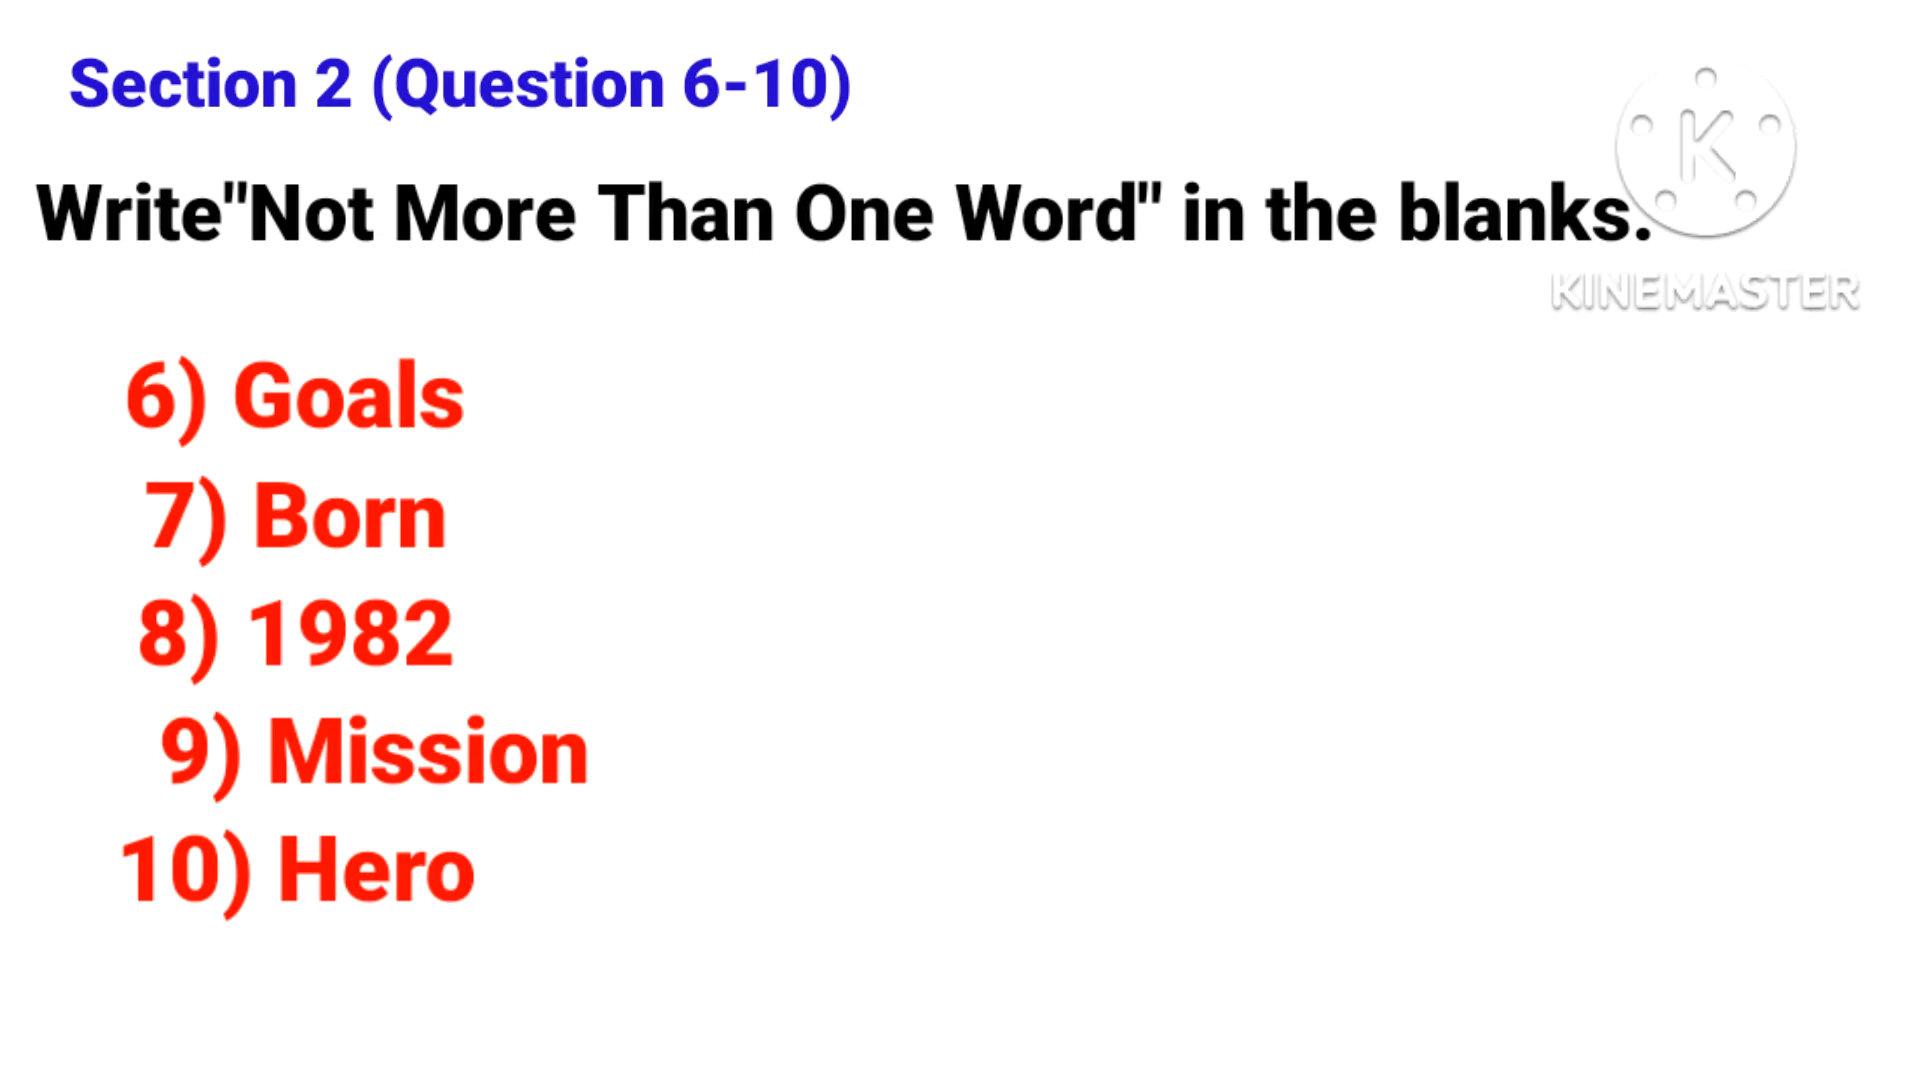 Section 2 (Question 6-10)
Write"Not More Than One Word" in the blanks.
K
KINEMASTER
6) Goals
7) Born
8) 1982
9) Mission
10) Hero